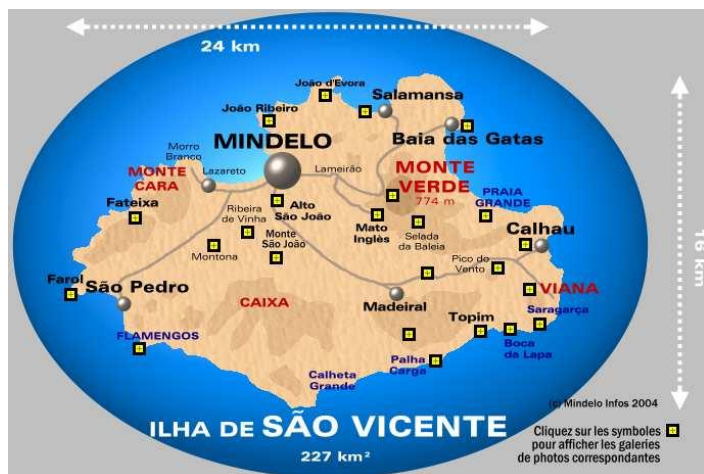 24 km
João d'Evora
Salamansa
João Ribeiro
MINDELO
Baia das Gatas
Morro
Branco
Lazareto
Lameirão
MONTE
CARA
MONTE
VERDE
774 m
PRAIA
GRANDE
Fateixa
Ribeira
de Vinha
Alto
São João
Mato
Inglès
Selada
da Baleia
Calhau
Montona
Monte
São João
Pico do
Vento
16 km
Farol
São Pedro
CAIXA
Madeiral
VIANA
Saragarça
Topim
FLAMENGOS
Boca
da Lapa
Palha
Carga
Calheta
Grande
(c) Mindelo Infos 2004
ILHA DE SÃO VICENTE
227 km²
Cliquez sur les symboles
pour afficher les galeries
de photos correspondantes